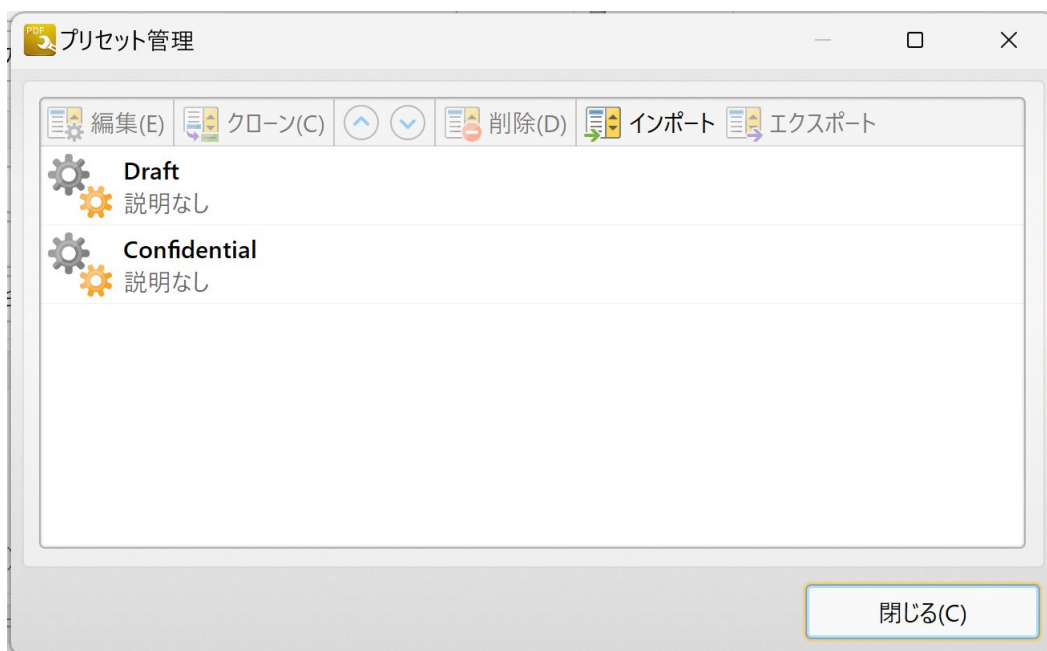 PDF
プリセット管理
編集(E) クローン(C) 削除(D) インポート エクスポート
Draft
説明なし
Confidential
説明なし
閉じる(C)